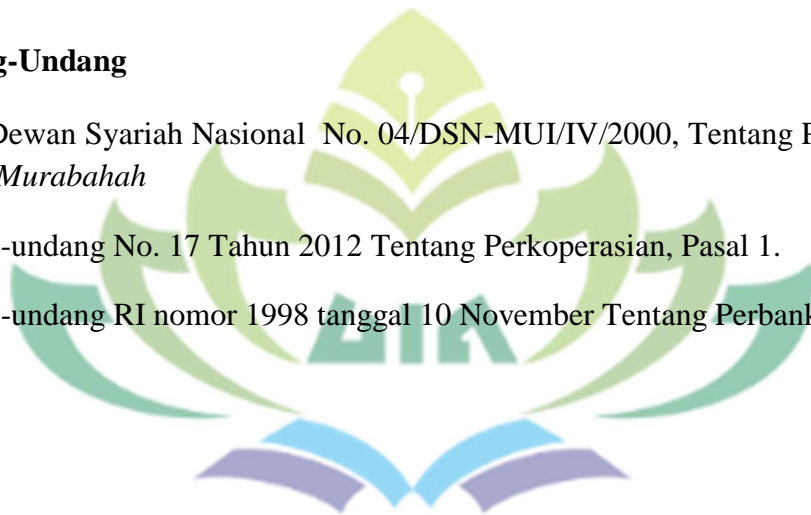 g-Undang
Dewan Syariah Nasional No. 04/DSN-MUI/IV/2000, Tentang
Murabahah
-undang No. 17 Tahun 2012 Tentang Perkoperasian, Pasal 1.
-undang RI nomor 1998 tanggal 10 November Tentang Perbank
UIN